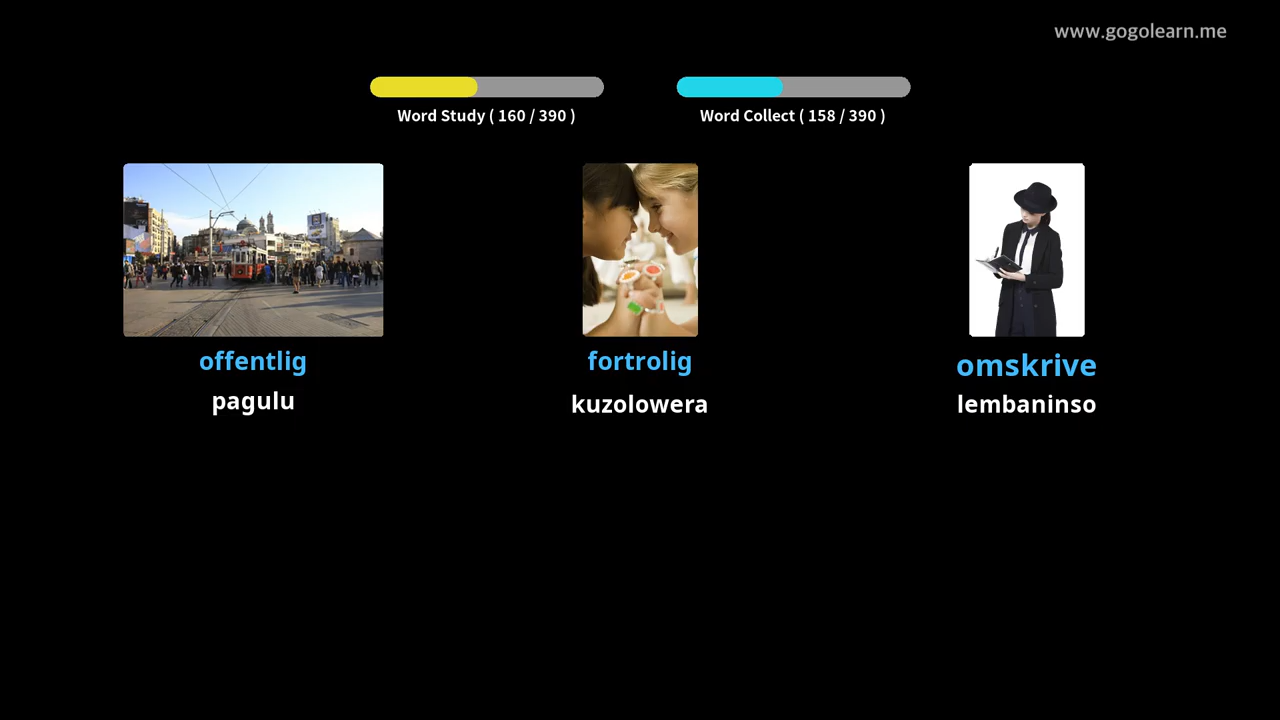 www.gogolearn.me
Word Study ( 160 / 390 )
Word Collect ( 158 / 390 )
offentlig
fortrolig
omskrive
pagulu
kuzolowera
lembaninso